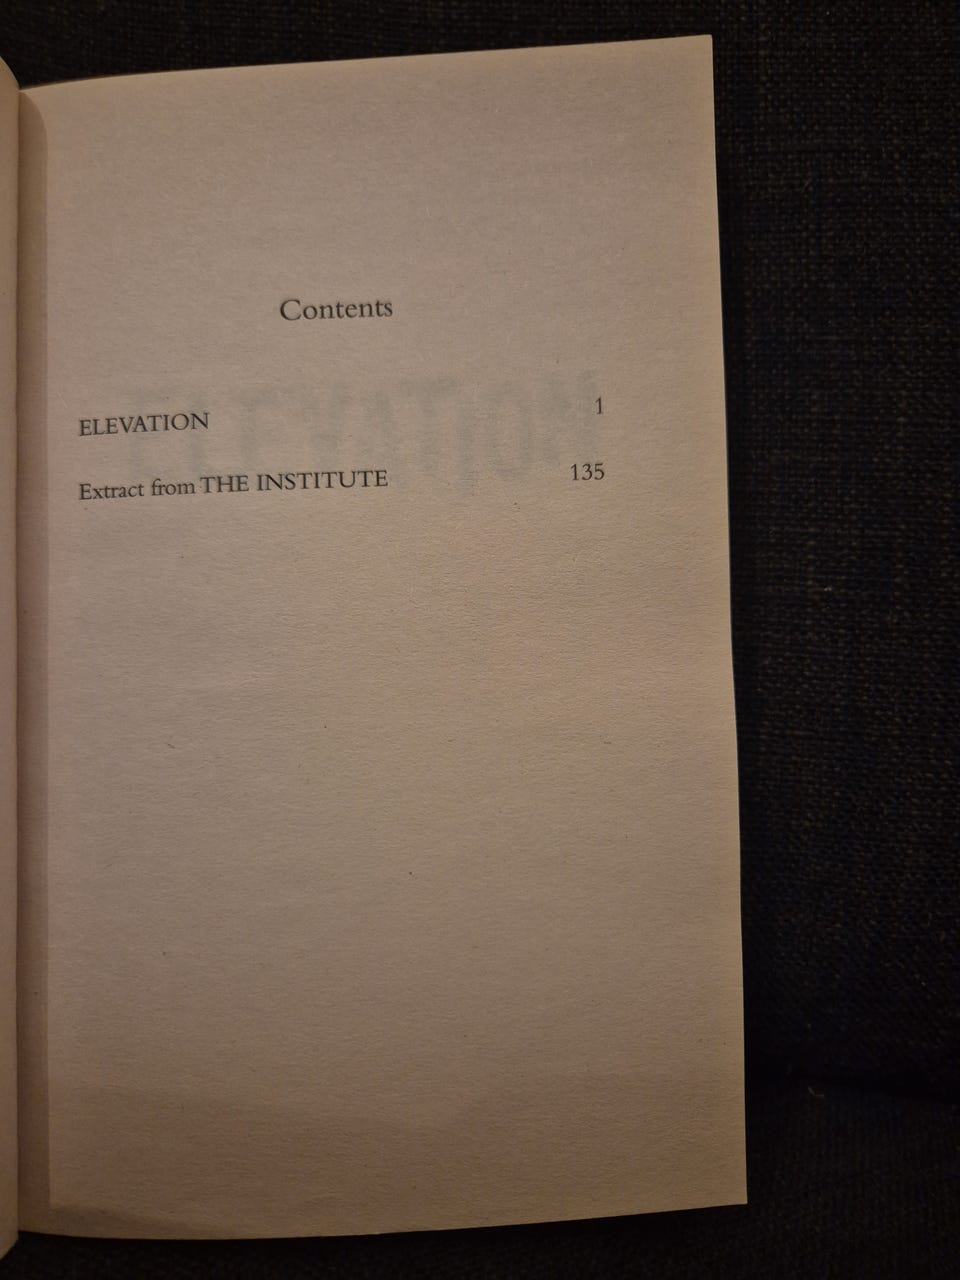 Contents
ELEVATION 1
Extract from THE INSTITUTE 135